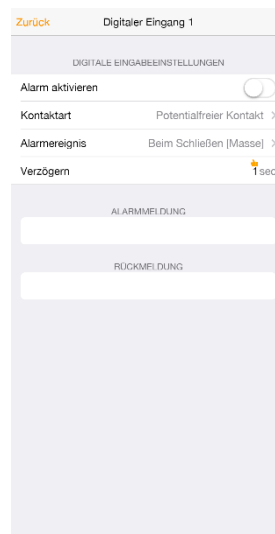 Zurück Digitaler Eingang 1
DIGITALE EINGABEEINSTELLUNGEN
Alarm aktivieren
Kontaktart Potentialfreier Kontakt
Alarmereignis Beim Schließen [Masse]
Verzögern 1 sec
ALARMMELDUNG
RÜCKMELDUNG